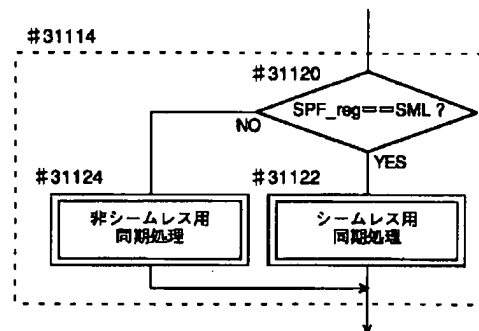 #31114
#31120
SPF_reg==SML ?
NO
YES
#31124
#31122
非シームレス用
同期処理
シームレス用
同期処理